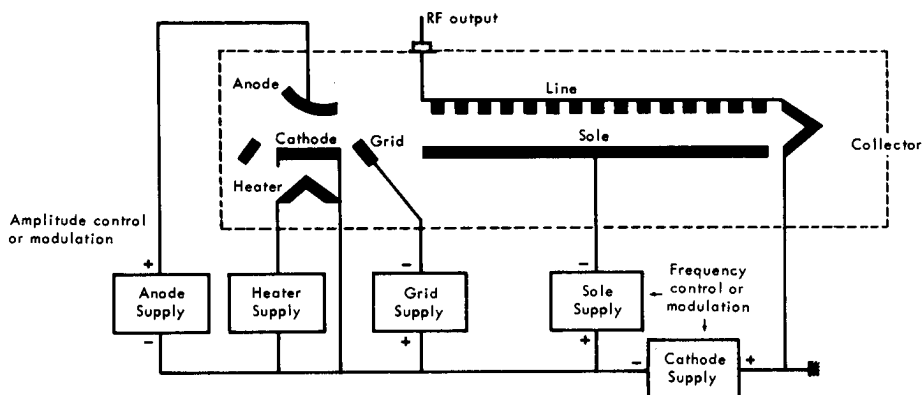 RF output
Anode
Line
Cathode
Grid
Sole
Collector
Heater
Amplitude control
or modulation
Frequency
control or
modulation
+
-
-
Anode
Supply
Heater
Supply
Grid
Supply
Sole
Supply
-
+
+
-
+
Cathode
Supply